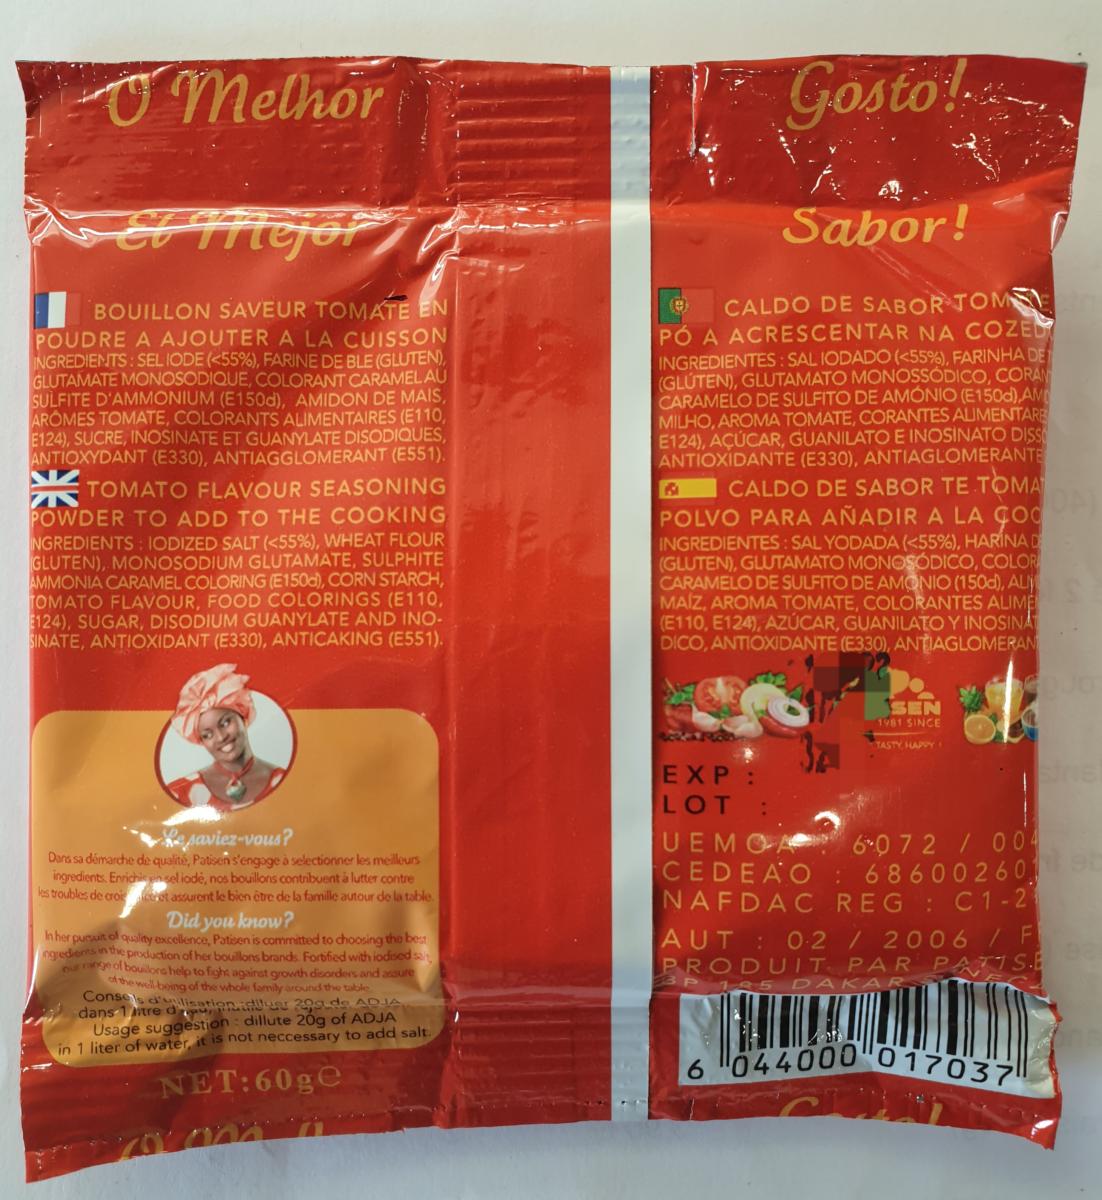 O Melhor
El Mejor
BOUILLON SAVEUR TOMATE EN
POUDRE A AJOUTER A LA CUISSON
INGREDIENTS : SEL IODE (<55%), FARINE DE BLE (GLUTEN),
GLUTAMATE MONOSODIQUE, COLORANT CARAMEL AU
SULFITE D'AMMONIUM (E150d), AMIDON DE MAIS,
ARÔMES TOMATE, COLORANTS ALIMENTAIRES (E110,
E124), SUCRE, INOSINATE ET GUANYLATE DISODIQUES,
ANTIOXYDANT (E330), ANTIAGGLOMERANT (E551).
TOMATO FLAVOUR SEASONING
POWDER TO ADD TO THE COOKING
INGREDIENTS : IODIZED SALT (<55%), WHEAT FLOUR
(GLUTEN), MONOSODIUM GLUTAMATE, SULPHITE
AMMONIA CARAMEL COLORING (E150d), CORN STARCH,
TOMATO FLAVOUR, FOOD COLORINGS (E110,
E124), SUGAR, DISODIUM GUANYLATE AND INO-
SINATE, ANTIOXIDANT (E330), ANTICAKING (E551).
Le saviez-vous?
Dans sa démarche de qualité, Patisen s'engage à selectionner les meilleurs
ingredients. Enrichis en sel iodé, nos bouillons contribuent à lutter contre
les troubles de et assurent le bien être de la famille autour de la table.
Did you know?
In her pursuit of quality excellence, Patisen is committed to choosing the best
ingredients in the production of her bouillons brands. Fortified with iodised salt,
our range of bouillons help to fight against growth disorders and assure
of the well-being of the whole family around the table.
Conseils d'utilisation :diluer 20g de ADJA
dans 1 litre d'eau, inutile de rajouter du sel
Usage suggestion : dillute 20g of ADJA
in 1 liter of water, it is not neccessary to add salt.
NET:60g℮
Gosto!
Sabor!
CALDO DE SABOR TOM
PÓ A ACRESCENTAR NA COZED
INGREDIENTES : SAL IODADO (<55%), FARINHA DE T
(GLÚTEN), GLUTAMATO MONOSSÓDICO, CORAN
CARAMELO DE SULFITO DE AMÓNIO (E150d),AMID
MILHO, AROMA TOMATE, CORANTES ALIMENTARE
E124), AÇÚCAR, GUANILATO E INOSINATO DISSÓ
ANTIOXIDANTE (E330), ANTIAGLOMERANTE
CALDO DE SABOR TE TOMAT
POLVO PARA AÑADIR A LA COC
INGREDIENTES : SAL YODADA (<55%), HARINA D
(GLUTEN), GLUTAMATO MONOSÓDICO, COLOR
CARAMELO DE SULFITO DE AMONIO (150d), ALI
MAÍZ, AROMA TOMATE, COLORANTES ALIME
(E110, E124), AZÚCAR, GUANILATO Y INOSINAT
DICO, ANTIOXIDANTE (E330), ANTIAGLOMERAN
SEN
1981 SINCE
TASTY, HAPPY !
EXP :
LOT :
UEMOA : 6072 / 004
CEDEAO : 68600260
NAFDAC REG : C1-2
AUT : 02 / 2006 / F
PRODUIT PAR PATISE
BP 185 DAKAR
6 044000 017037